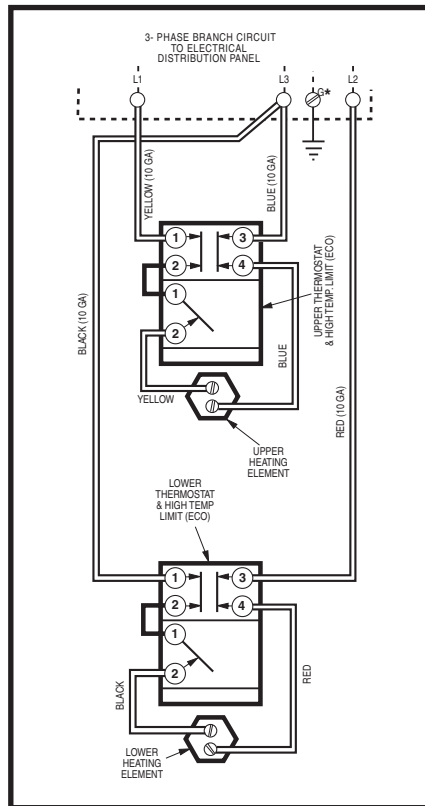 3- PHASE BRANCH CIRCUIT
TO ELECTRICAL
DISTRIBUTION PANEL
L1
L3
G*
L2
YELLOW (10 GA)
BLUE (10 GA)
BLACK (10 GA)
RED (10 GA)
1
3
2
4
1
2
UPPER THERMOSTAT
& HIGH TEMP. LIMIT (ECO)
YELLOW
BLUE
UPPER
HEATING
ELEMENT
LOWER
THERMOSTAT
& HIGH TEMP
LIMIT (ECO)
1
3
2
4
1
2
BLACK
RED
LOWER
HEATING
ELEMENT